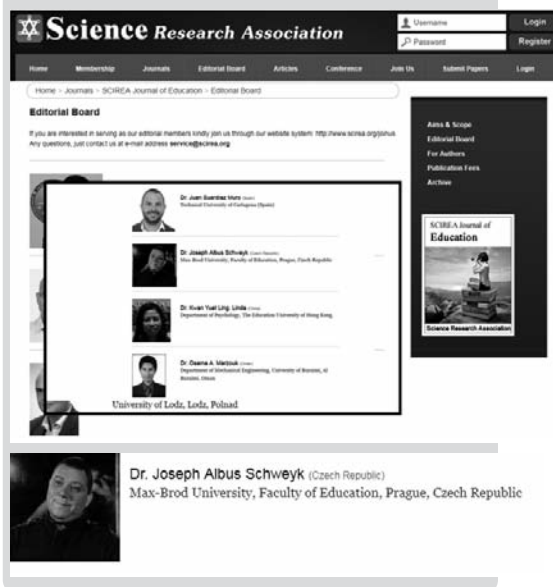 Science Research Association
Username
Login
Password
Register
Home Membership Journals Editorial Board Articles Conference Join Us Submit Papers Login
Home > Journals > SCIREA Journal of Education > Editorial Board
Editorial Board
If you are interested in serving as our editorial members kindly join us through our website system: http://www.scirea.org/joinus
Any questions, just contact us at e-mail address service@scirea.org
Aims & Scope
Editorial Board
For Authors
Publication Fees
Archive
SCIREA Journal of
Education
Science Research Association
Dr. Juan
Technical University of Cartagena (Spain)
Dr. Joseph Albus Schweyk (Czech Republic)
Max-Brod University, Faculty of Education, Prague, Czech Republic
Dr. Kwan Yuet Ling, Linda
Department of Psychology, The Education University of Hong Kong
Dr. Osama A. Marzouk
Department of Mechanical Engineering, University of Buraimi, Al
Buraimi, Oman
University of Lodz, Lodz, Polnad
Dr. Joseph Albus Schweyk (Czech Republic)
Max-Brod University, Faculty of Education, Prague, Czech Republic